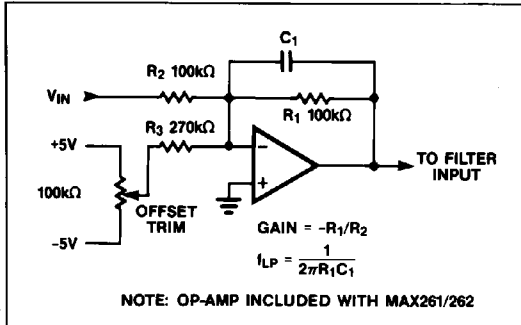 C1
R2 100kΩ
VIN
R1 100kΩ
R3 270kΩ
+5V
−
+
100kΩ
OFFSET
TRIM
−5V
TO FILTER
INPUT
GAIN = −R1/R2
fLP = 1
2πR1C1
NOTE: OP-AMP INCLUDED WITH MAX261/262